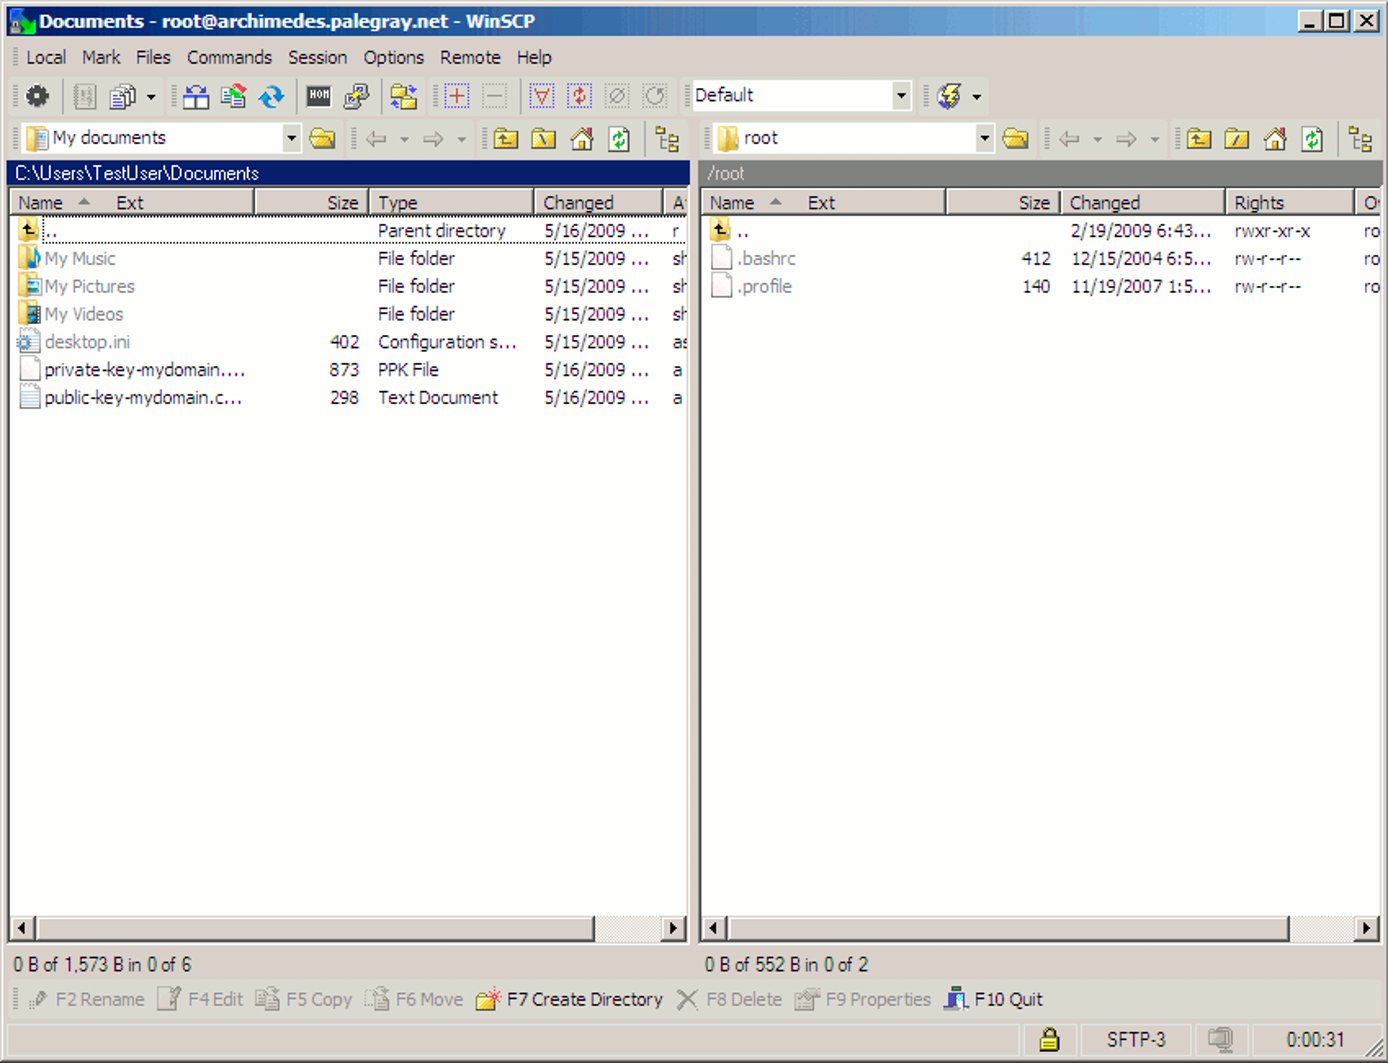 Documents - root@archimedes.palegray.net - WinSCP
Local Mark Files Commands Session Options Remote Help
Default
My documents root
C:\Users\TestUser\Documents /root
Name Ext Size Type Changed Name Ext Size Changed Rights
.. Parent directory 5/16/2009 ... r .. 2/19/2009 6:43... rwxr-xr-x ro
My Music File folder 5/15/2009 ... sh .bashrc 412 12/15/2004 6:5... rw-r--r-- ro
My Pictures File folder 5/15/2009 ... sh .profile 140 11/19/2007 1:5... rw-r--r-- ro
My Videos File folder 5/15/2009 ... sh
desktop.ini 402 Configuration s... 5/15/2009 ... as
private-key-mydomain.... 873 PPK File 5/16/2009 ... a
public-key-mydomain.c... 298 Text Document 5/16/2009 ... a
0 B of 1,573 B in 0 of 6 0 B of 552 B in 0 of 2
F2 Rename F4 Edit F5 Copy F6 Move F7 Create Directory F8 Delete F9 Properties F10 Quit
SFTP-3 0:00:31